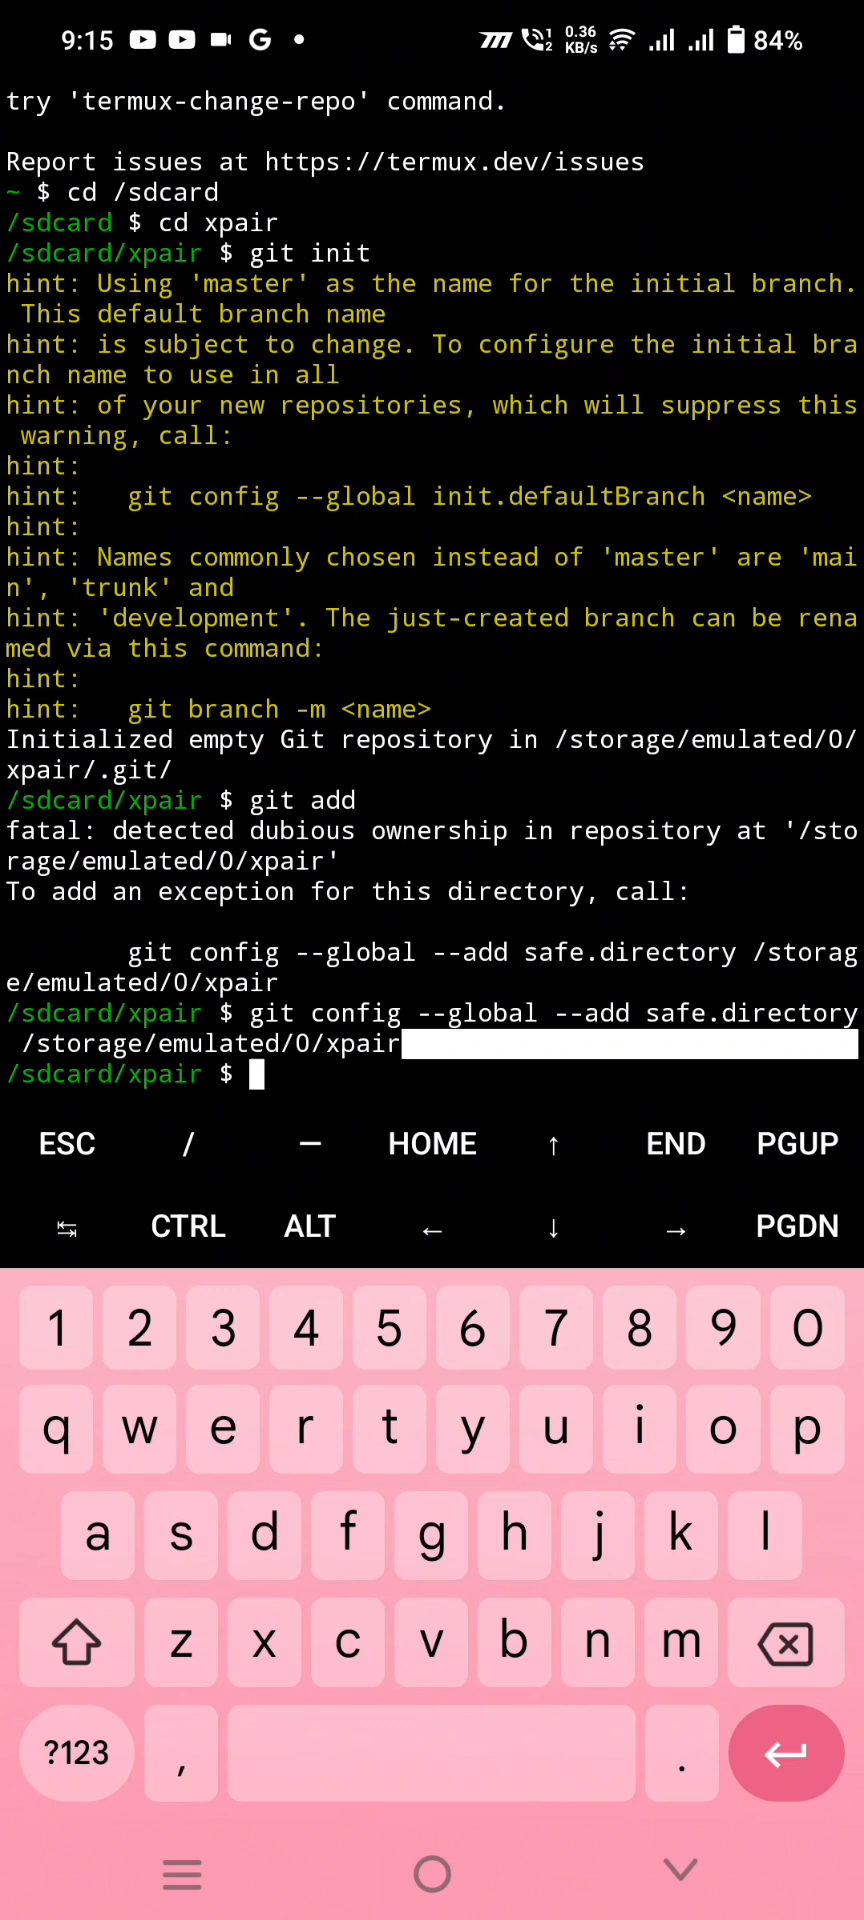 9:15 G 1 2 0.36 KB/s 84%
try 'termux-change-repo' command.
Report issues at https://termux.dev/issues
~ $ cd /sdcard
/sdcard $ cd xpair
/sdcard/xpair $ git init
hint: Using 'master' as the name for the initial branch.
 This default branch name
hint: is subject to change. To configure the initial bra
nch name to use in all
hint: of your new repositories, which will suppress this
 warning, call:
hint:
hint:   git config --global init.defaultBranch <name>
hint:
hint: Names commonly chosen instead of 'master' are 'mai
n', 'trunk' and
hint: 'development'. The just-created branch can be rena
med via this command:
hint:
hint:   git branch -m <name>
Initialized empty Git repository in /storage/emulated/0/
xpair/.git/
/sdcard/xpair $ git add
fatal: detected dubious ownership in repository at '/sto
rage/emulated/0/xpair'
To add an exception for this directory, call:
        git config --global --add safe.directory /storag
e/emulated/0/xpair
/sdcard/xpair $ git config --global --add safe.directory
 /storage/emulated/0/xpair
/sdcard/xpair $
ESC / — HOME ↑ END PGUP
↹ CTRL ALT ← ↓ → PGDN
1 2 3 4 5 6 7 8 9 0
q w e r t y u i o p
a s d f g h j k l
z x c v b n m
?123 , .